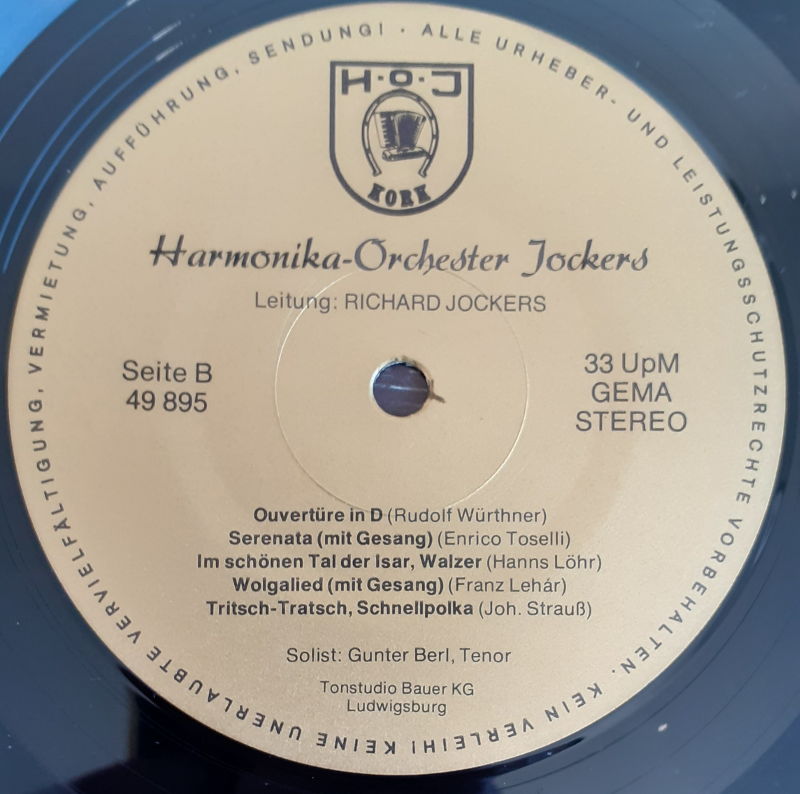 ALLE URHEBER- UND LEISTUNGSSCHUTZRECHTE VORBEHALTEN. KEIN VERLEIH! KEINE UNERLAUBTE VERVIELFÄLTIGUNG, VERMIETUNG, AUFFÜHRUNG, SENDUNG! ·
H·O·J
KORK
Harmonika-Orchester Jockers
Leitung: RICHARD JOCKERS
Seite B
49 895
33 UpM
GEMA
STEREO
Ouvertüre in D (Rudolf Würthner)
Serenata (mit Gesang) (Enrico Toselli)
Im schönen Tal der Isar, Walzer (Hanns Löhr)
Wolgalied (mit Gesang) (Franz Lehár)
Tritsch-Tratsch, Schnellpolka (Joh. Strauß)
Solist: Gunter Berl, Tenor
Tonstudio Bauer KG
Ludwigsburg